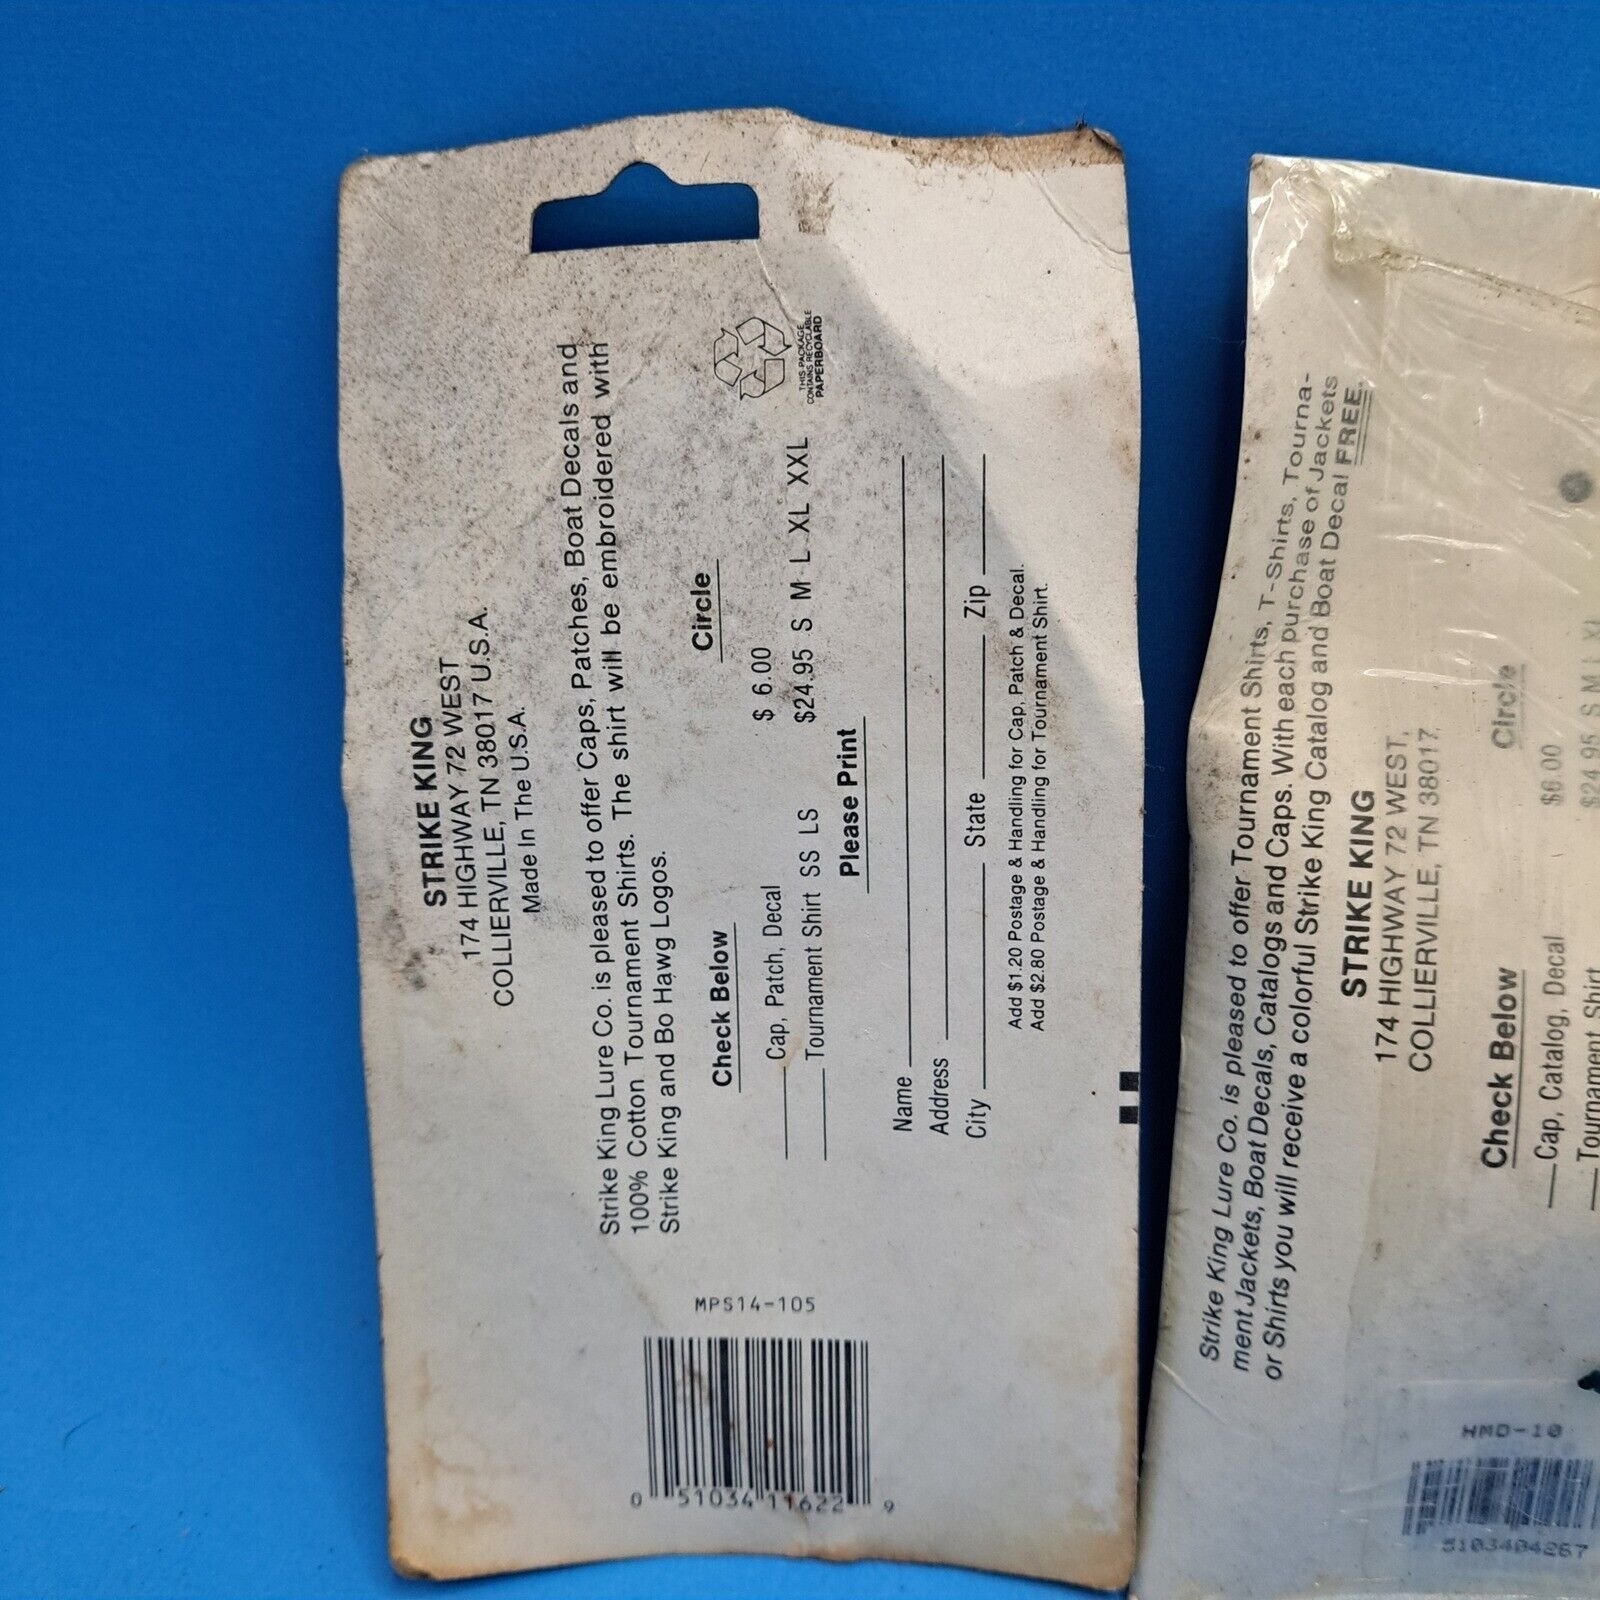 STRIKE KING
174 HIGHWAY 72 WEST
COLLIERVILLE, TN 38017 U.S.A.
Made In The U.S.A.
Strike King Lure Co. is pleased to offer Caps, Patches, Boat Decals and
100% Cotton Tournament Shirts. The shirt will be embroidered with
Strike King and Bo Hawg Logos.
Check Below Circle
Cap, Patch, Decal $ 6.00
Tournament Shirt SS LS $24.95 S M L XL XXL
Please Print
Name
Address
City State Zip
Add $1.20 Postage & Handling for Cap, Patch & Decal.
Add $2.80 Postage & Handling for Tournament Shirt.
THIS PACKAGE
CONTAINS RECYCLABLE
PAPERBOARD
MPS14-105
0 51034 11622 9
Strike King Lure Co. is pleased to offer Tournament Shirts, T-Shirts, Tourna-
ment Jackets, Boat Decals, Catalogs and Caps. With each purchase of Jackets
or Shirts you will receive a colorful Strike King Catalog and Boat Decal FREE.
STRIKE KING
174 HIGHWAY 72 WEST,
COLLIERVILLE, TN 38017
Check Below Circle
Cap, Catalog, Decal $6.00
Tournament Shirt $24.95 S M L XL
HMD-10
5103404267